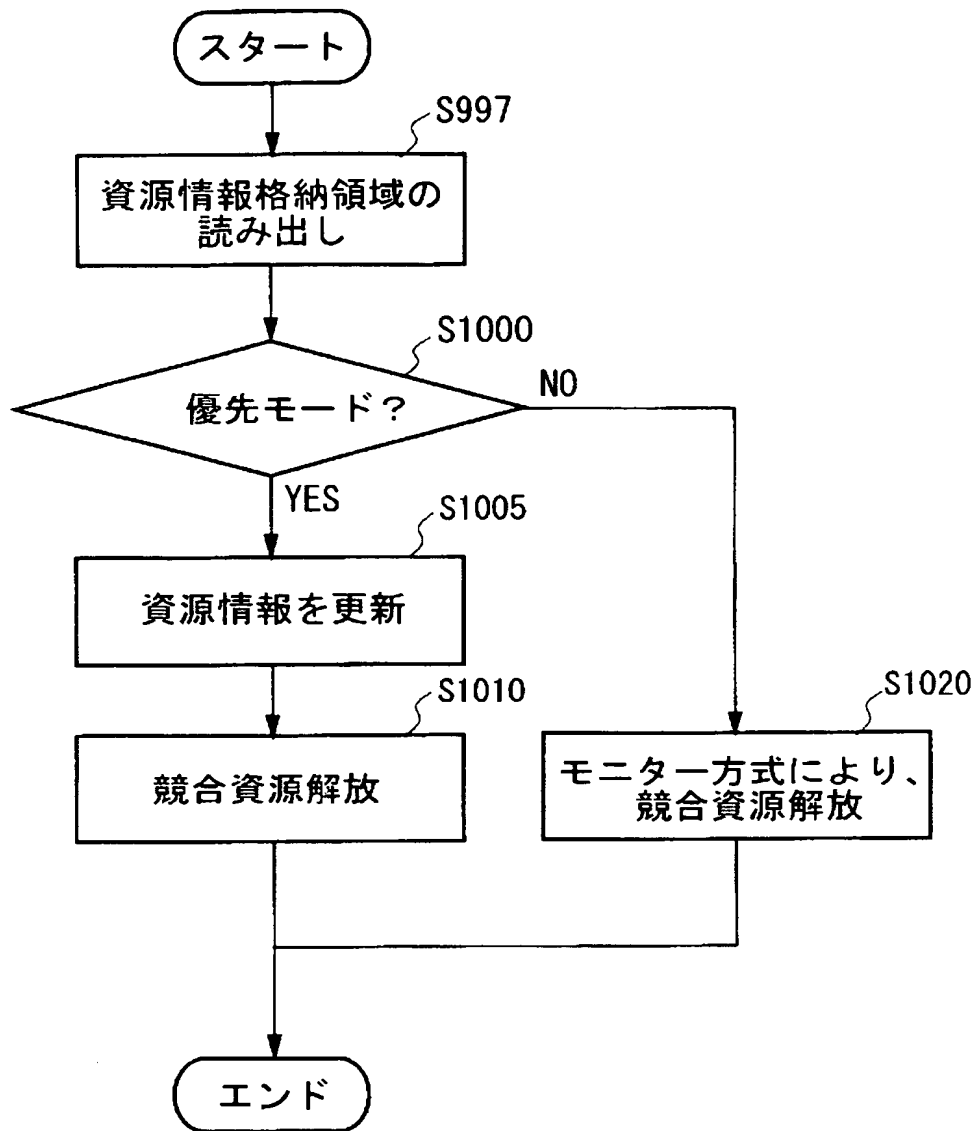 スタート
S997
資源情報格納領域の
読み出し
S1000
優先モード？
NO
YES
S1005
資源情報を更新
S1010
競合資源解放
S1020
モニター方式により、
競合資源解放
エンド